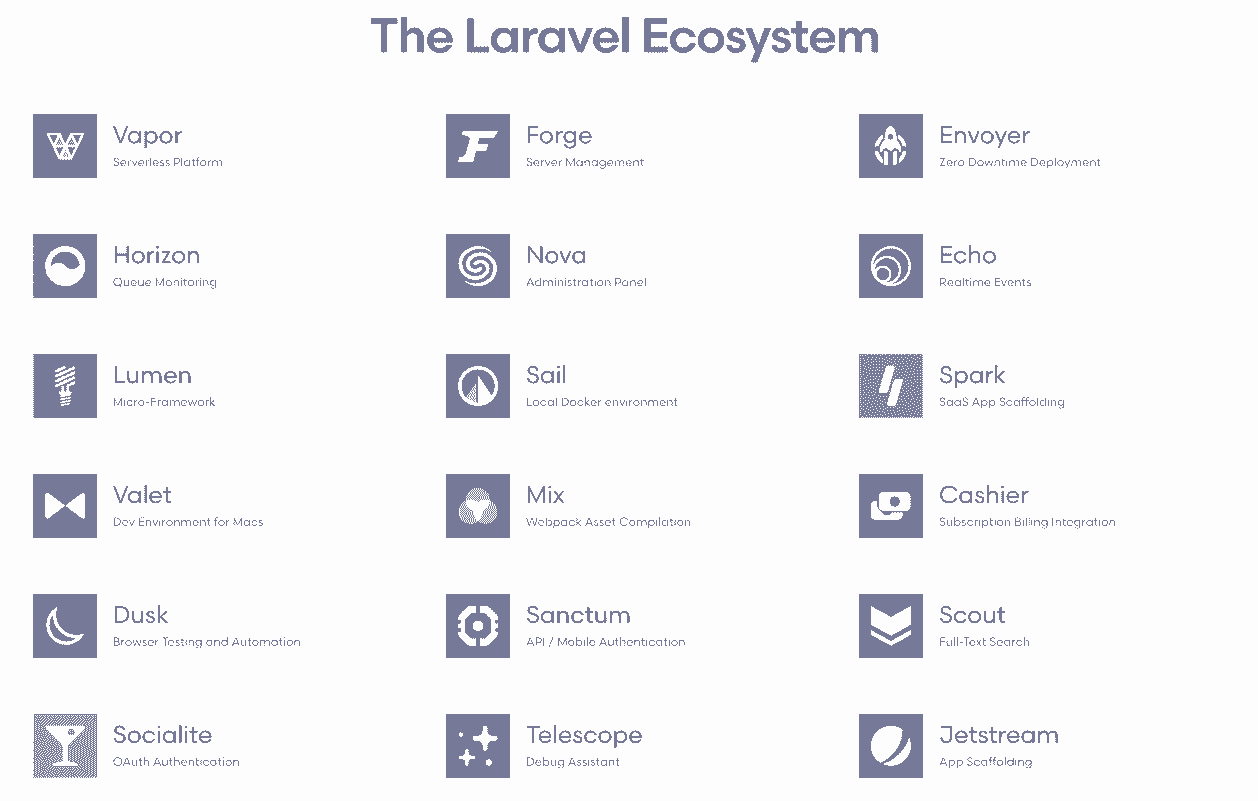 The Laravel Ecosystem
Vapor
Serverless Platform
Forge
Server Management
Envoyer
Zero Downtime Deployment
Horizon
Queue Monitoring
Nova
Administration Panel
Echo
Realtime Events
Lumen
Micro-Framework
Sail
Local Docker environment
Spark
SaaS App Scaffolding
Valet
Dev Environment for Macs
Mix
Webpack Asset Compilation
Cashier
Subscription Billing Integration
Dusk
Browser Testing and Automation
Sanctum
API / Mobile Authentication
Scout
Full-Text Search
Socialite
OAuth Authentication
Telescope
Debug Assistant
Jetstream
App Scaffolding